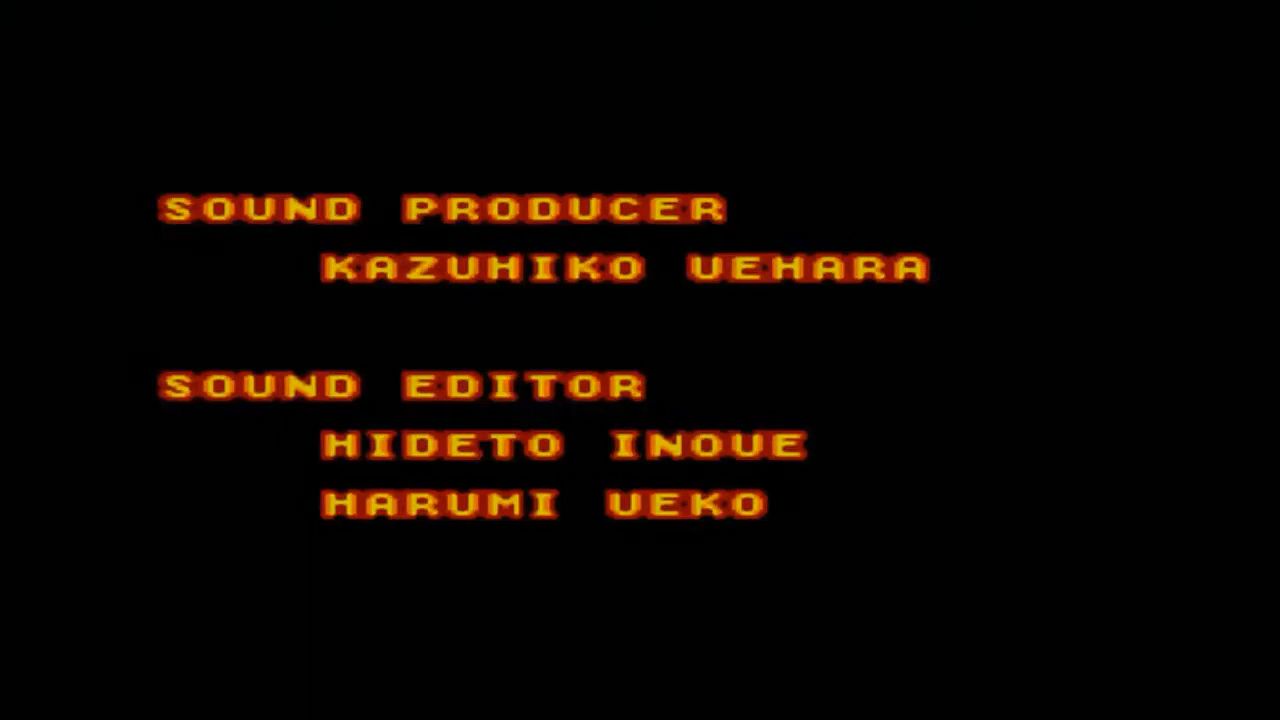 SOUND PRODUCER
KAZUHIKO UEHARA
SOUND EDITOR
HIDETO INOUE
HARUMI UEKO